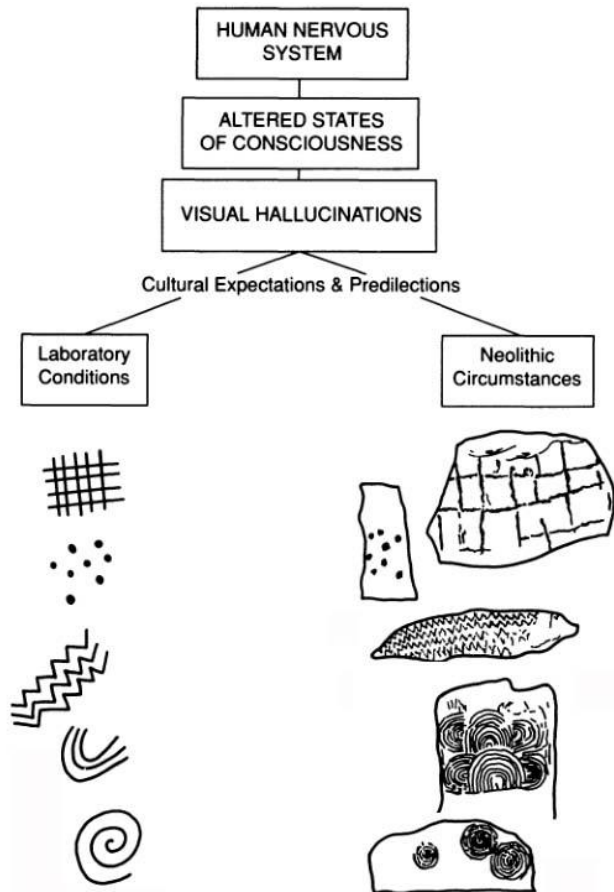 HUMAN NERVOUS
SYSTEM
ALTERED STATES
OF CONSCIOUSNESS
VISUAL HALLUCINATIONS
Cultural Expectations & Predilections
Laboratory
Conditions
Neolithic
Circumstances